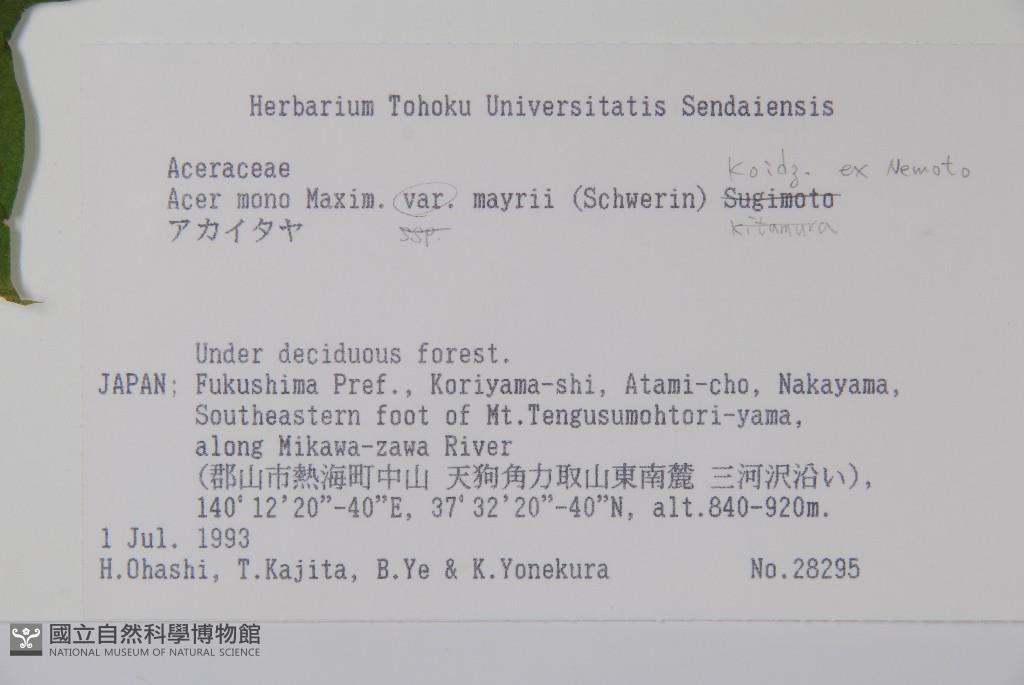 Herbarium Tohoku Universitatis Sendaiensis
Aceraceae
Koidz. ex Nemoto
Acer mono Maxim. var. mayrii (Schwerin) Sugimoto
アカイタヤ ssp. Kitamura
Under deciduous forest.
JAPAN; Fukushima Pref., Koriyama-shi, Atami-cho, Nakayama,
Southeastern foot of Mt.Tengusumohtori-yama,
along Mikawa-zawa River
(郡山市熱海町中山 天狗角力取山東南麓 三河沢沿い),
140ﾟ12’20”-40”E, 37ﾟ32’20”-40”N, alt.840-920m.
1 Jul. 1993
H.Ohashi, T.Kajita, B.Ye & K.Yonekura No.28295
國立自然科學博物館
NATIONAL MUSEUM OF NATURAL SCIENCE